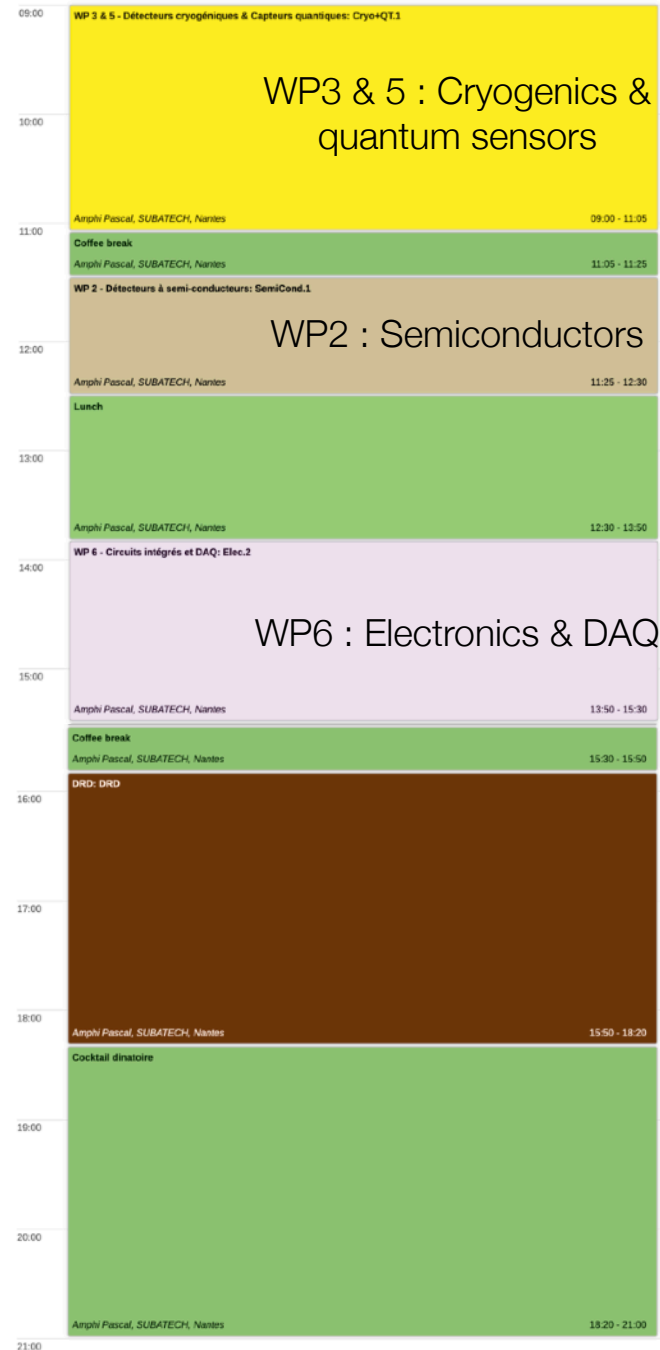 09:00
WP 3 & 5 - Détecteurs cryogéniques & Capteurs quantiques: Cryo+QT.1
WP3 & 5 : Cryogenics &
quantum sensors
10:00
Amphi Pascal, SUBATECH, Nantes 09:00 - 11:05
11:00
Coffee break
Amphi Pascal, SUBATECH, Nantes 11:05 - 11:25
WP 2 - Détecteurs à semi-conducteurs: SemiCond.1
WP2 : Semiconductors
12:00
Amphi Pascal, SUBATECH, Nantes 11:25 - 12:30
Lunch
13:00
Amphi Pascal, SUBATECH, Nantes 12:30 - 13:50
WP 6 - Circuits intégrés et DAQ: Elec.2
14:00
WP6 : Electronics & DAQ
15:00
Amphi Pascal, SUBATECH, Nantes 13:50 - 15:30
Coffee break
Amphi Pascal, SUBATECH, Nantes 15:30 - 15:50
DRD: DRD
16:00
17:00
18:00
Amphi Pascal, SUBATECH, Nantes 15:50 - 18:20
Cocktail dinatoire
19:00
20:00
Amphi Pascal, SUBATECH, Nantes 18:20 - 21:00
21:00